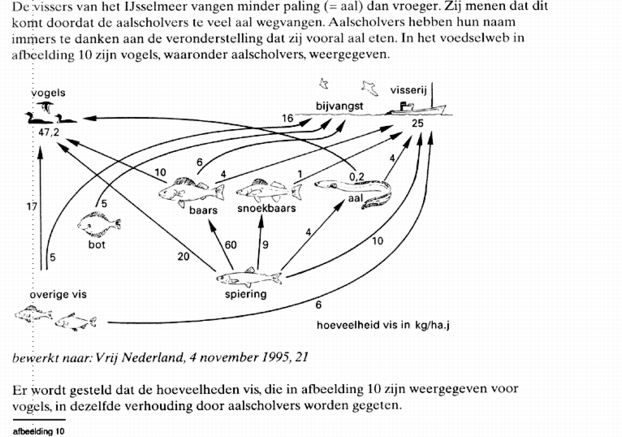 De vissers van het IJsselmeer vangen minder paling (= aal) dan vroeger. Zij menen dat dit
komt doordat de aalscholvers te veel aal wegvangen. Aalscholvers hebben hun naam
immers te danken aan de veronderstelling dat zij vooral aal eten. In het voedselweb in
afbeelding 10 zijn vogels, waaronder aalscholvers, weergegeven.
vogels
visserij
bijvangst
16
25
47,2
6
10
4
1
0,2
4
baars
snoekbaars
aal
17
5
bot
60
9
4
10
20
5
overige vis
spiering
6
hoeveelheid vis in kg/ha.j
bewerkt naar: Vrij Nederland, 4 november 1995, 21
Er wordt gesteld dat de hoeveelheden vis, die in afbeelding 10 zijn weergegeven voor
vogels, in dezelfde verhouding door aalscholvers worden gegeten.
afbeelding 10